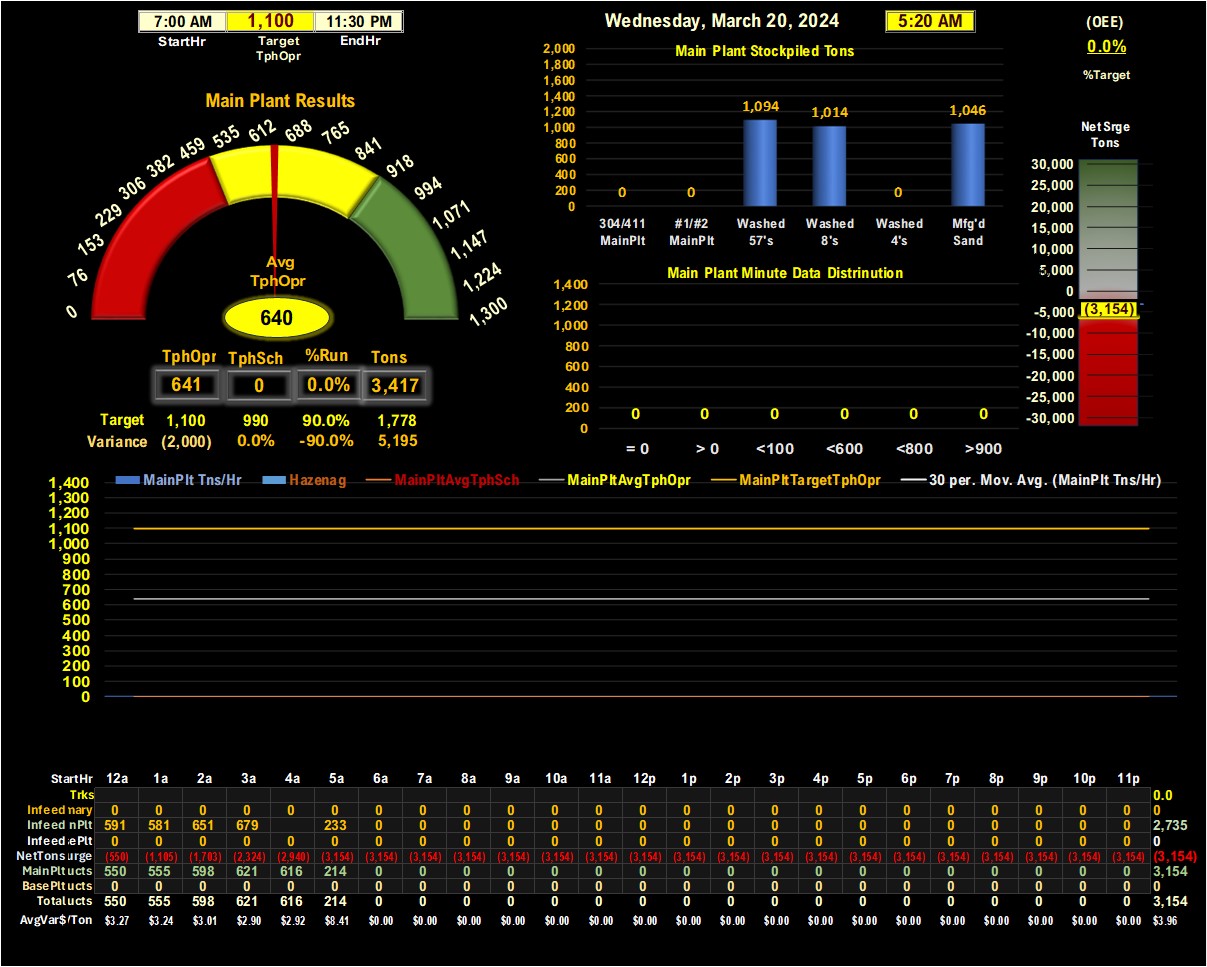 7:00 AM 1,100 11:30 PM
StartHr Target TphOpr EndHr
Wednesday, March 20, 2024 5:20 AM
(OEE)
0.0%
%Target
Main Plant Results
0 76 153 229 306 382 459 535 612 688 765 841 918 994 1,071 1,147 1,224 1,300
Avg
TphOpr
640
TphOpr TphSch %Run Tons
641 0 0.0% 3,417
Target 1,100 990 90.0% 1,778
Variance (2,000) 0.0% -90.0% 5,195
Main Plant Stockpiled Tons
2,000
1,800
1,600
1,400
1,200
1,000
800
600
400
200
0
0 0 1,094 1,014 0 1,046
304/411 #1/#2 Washed Washed Washed Mfg'd
MainPlt MainPlt 57's 8's 4's Sand
Main Plant Minute Data Distrinution
1,400
1,200
1,000
800
600
400
200
0
0 0 0 0 0 0
= 0 > 0 <100 <600 <800 >900
Net Srge
Tons
30,000
25,000
20,000
15,000
10,000
5,000
0
-5,000
-10,000
-15,000
-20,000
-25,000
-30,000
(3,154)
MainPlt Tns/Hr Hazenag MainPltAvgTphSch MainPltAvgTphOpr MainPltTargetTphOpr 30 per. Mov. Avg. (MainPlt Tns/Hr)
1,400
1,300
1,200
1,100
1,000
900
800
700
600
500
400
300
200
100
0
StartHr 12a 1a 2a 3a 4a 5a 6a 7a 8a 9a 10a 11a 12p 1p 2p 3p 4p 5p 6p 7p 8p 9p 10p 11p
Trks 0.0
Infeed nary 0 0 0 0 0 0 0 0 0 0 0 0 0 0 0 0 0 0 0 0 0 0 0 0 0
Infeed nPlt 591 581 651 679 233 0 0 0 0 0 0 0 0 0 0 0 0 0 0 0 0 0 0 2,735
Infeed ePlt 0 0 0 0 0 0 0 0 0 0 0 0 0 0 0 0 0 0 0 0 0 0 0 0 0
NetTons urge (550) (1,105) (1,703) (2,324) (2,940) (3,154) (3,154) (3,154) (3,154) (3,154) (3,154) (3,154) (3,154) (3,154) (3,154) (3,154) (3,154) (3,154) (3,154) (3,154) (3,154) (3,154) (3,154) (3,154) (3,154)
MainPlt ucts 550 555 598 621 616 214 0 0 0 0 0 0 0 0 0 0 0 0 0 0 0 0 0 0 3,154
BasePlt ucts 0 0 0 0 0 0 0 0 0 0 0 0 0 0 0 0 0 0 0 0 0 0 0 0 0
Total ucts 550 555 598 621 616 214 0 0 0 0 0 0 0 0 0 0 0 0 0 0 0 0 0 0 3,154
AvgVar$/Ton $3.27 $3.24 $3.01 $2.90 $2.92 $8.41 $0.00 $0.00 $0.00 $0.00 $0.00 $0.00 $0.00 $0.00 $0.00 $0.00 $0.00 $0.00 $0.00 $0.00 $0.00 $0.00 $0.00 $0.00 $3.96